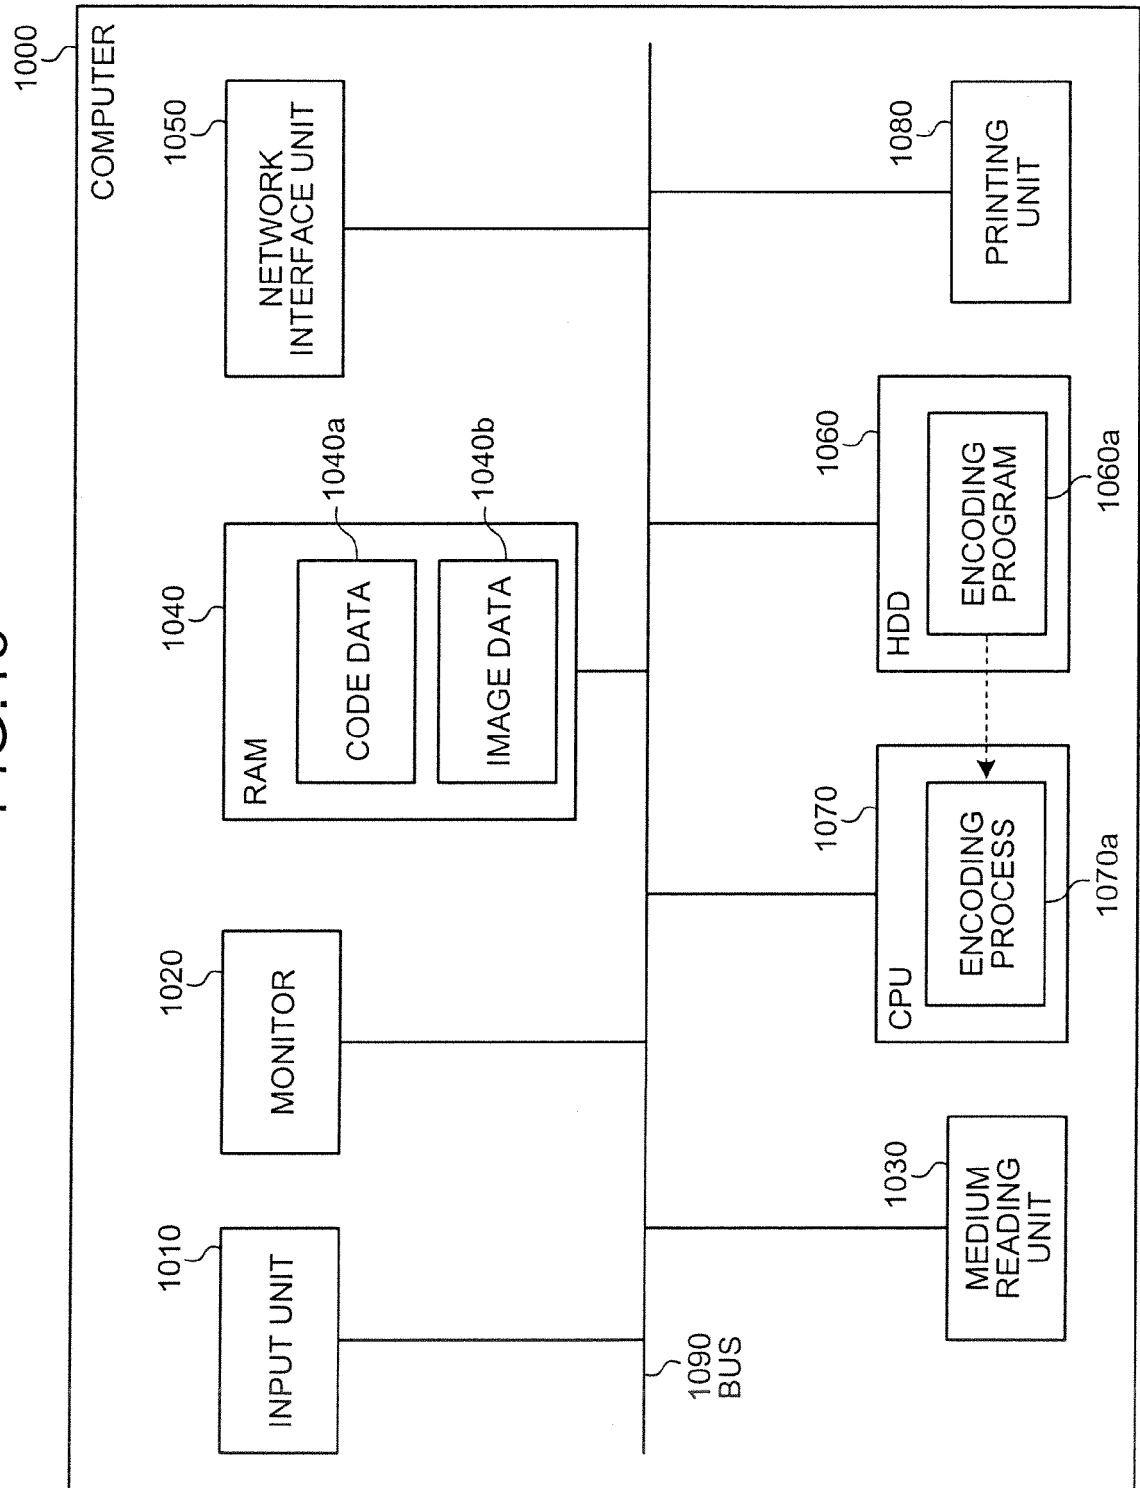 1000
COMPUTER
1010
INPUT UNIT
1020
MONITOR
1040
RAM
CODE DATA
1040a
IMAGE DATA
1040b
1050
NETWORK
INTERFACE UNIT
1090
BUS
1030
MEDIUM
READING
UNIT
1070
CPU
ENCODING
PROCESS
1070a
1060
HDD
ENCODING
PROGRAM
1060a
1080
PRINTING
UNIT